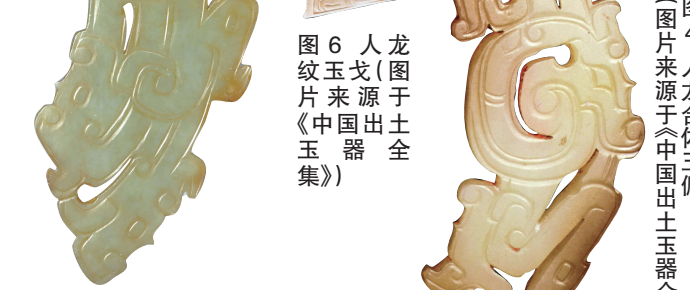 图6 人龙
纹玉戈(图
片来源于
《中国出土
玉器全
集》)
图片来源于《中国出土玉器